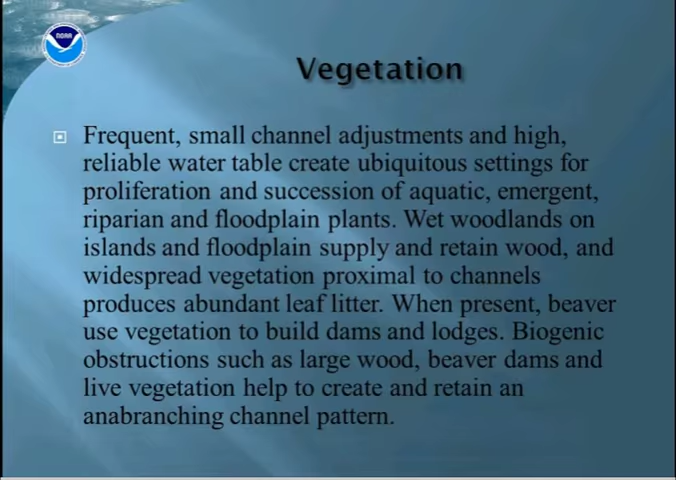 NOAA
Vegetation
Frequent, small channel adjustments and high,
reliable water table create ubiquitous settings for
proliferation and succession of aquatic, emergent,
riparian and floodplain plants. Wet woodlands on
islands and floodplain supply and retain wood, and
widespread vegetation proximal to channels
produces abundant leaf litter. When present, beaver
use vegetation to build dams and lodges. Biogenic
obstructions such as large wood, beaver dams and
live vegetation help to create and retain an
anabranching channel pattern.